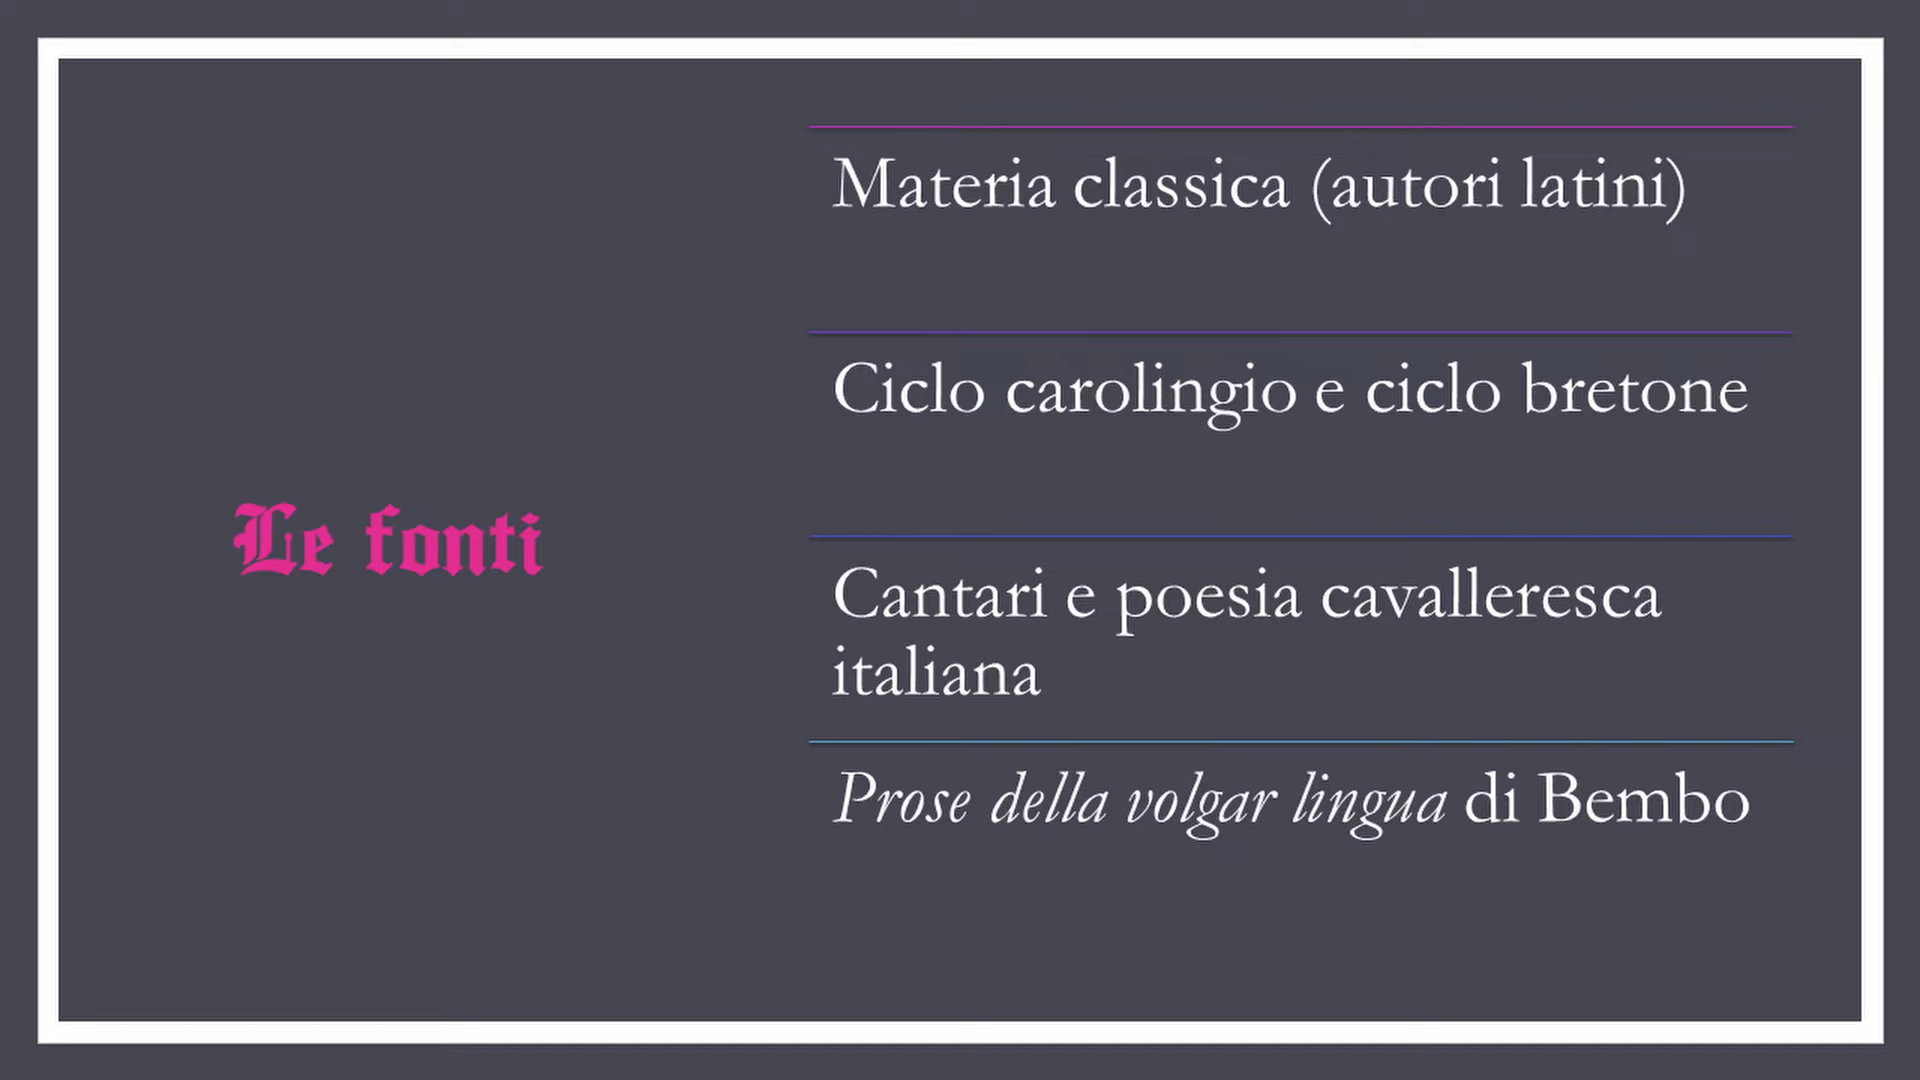 Le fonti
Materia classica (autori latini)
Ciclo carolingio e ciclo bretone
Cantari e poesia cavalleresca
italiana
Prose della volgar lingua di Bembo